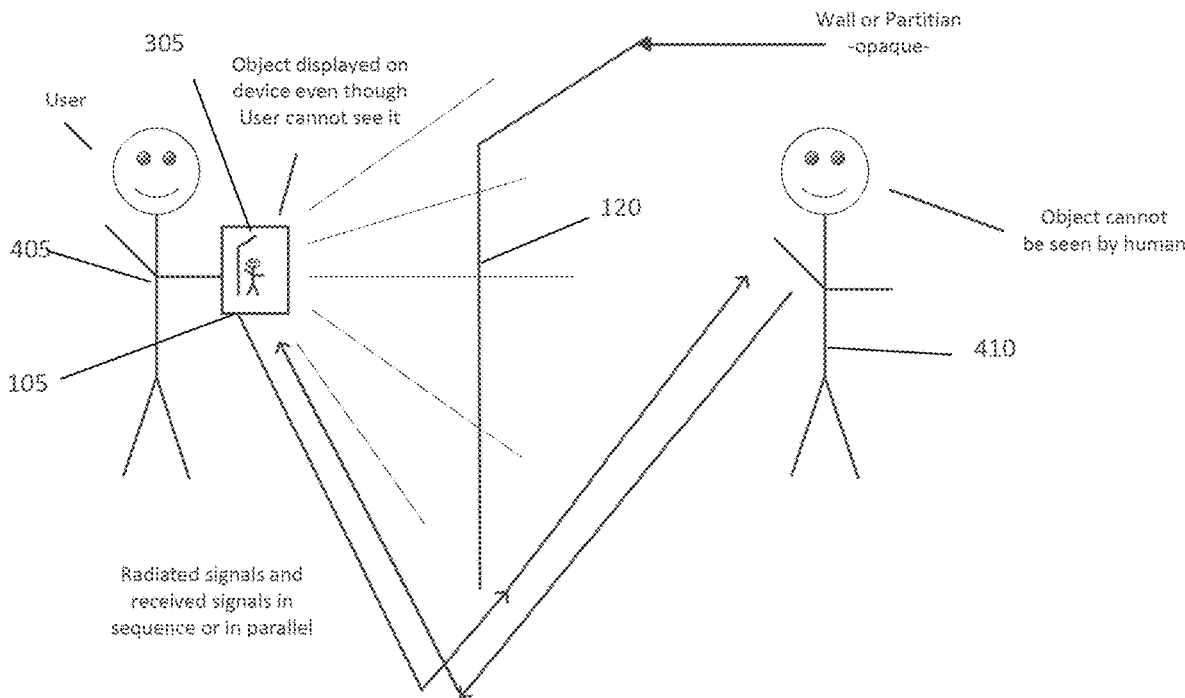 Wall or Partitian
-opaque-
305
Object displayed on
device even though
User cannot see it
User
120
Object cannot
be seen by human
405
410
105
Radiated signals and
received signals in
sequence or in parallel